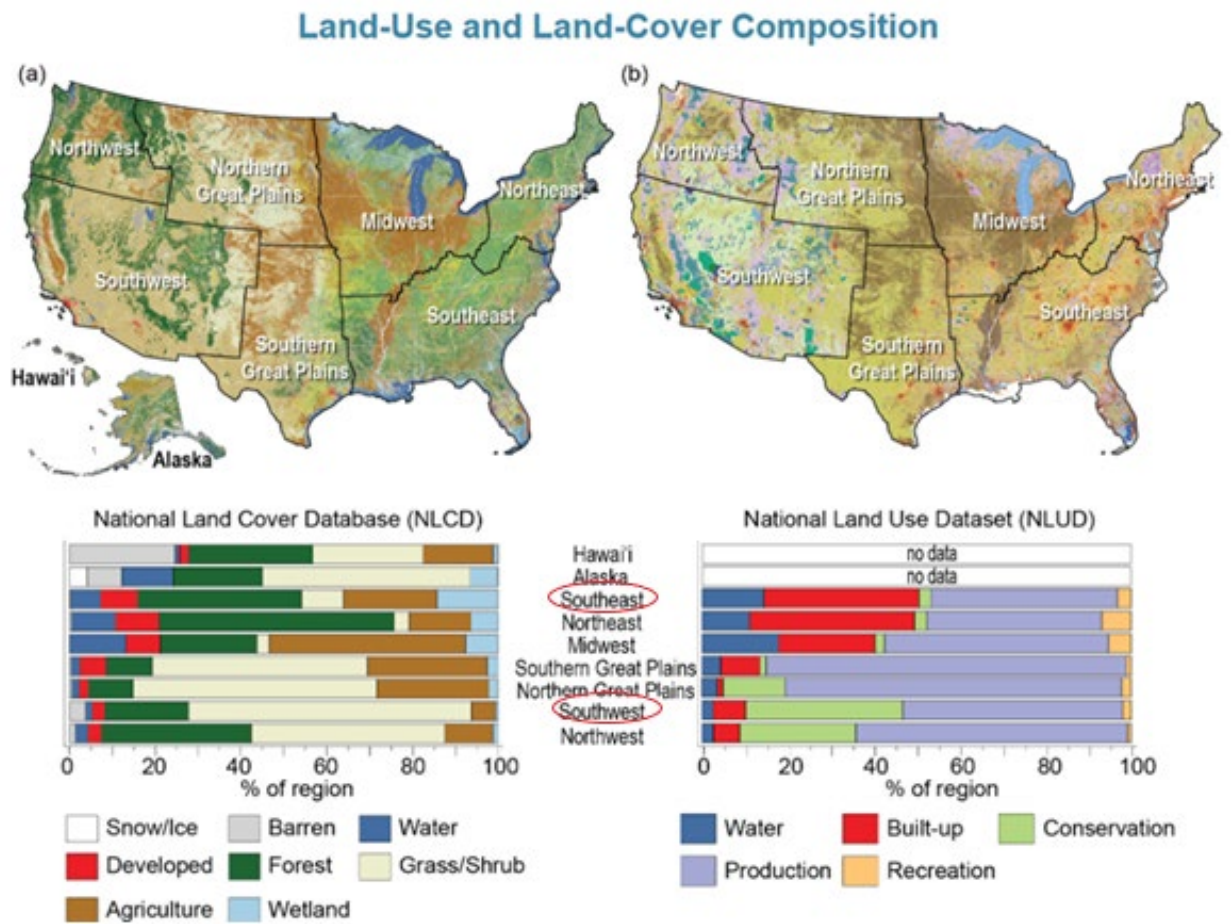 Land-Use and Land-Cover Composition
(a)
(b)
Northwest
Northern
Great Plains
Midwest
Northeast
Southwest
Southeast
Southern
Great Plains
Hawai'i
Alaska
Northwest
Northern
Great Plains
Midwest
Northeast
Southwest
Southeast
Southern
Great Plains
National Land Cover Database (NLCD)
National Land Use Dataset (NLUD)
Hawai'i
no data
Alaska
no data
Southeast
Northeast
Midwest
Southern Great Plains
Northern Great Plains
Southwest
Northwest
0 20 40 60 80 100
% of region
0 20 40 60 80 100
% of region
Snow/Ice Barren Water
Developed Forest Grass/Shrub
Agriculture Wetland
Water Built-up Conservation
Production Recreation